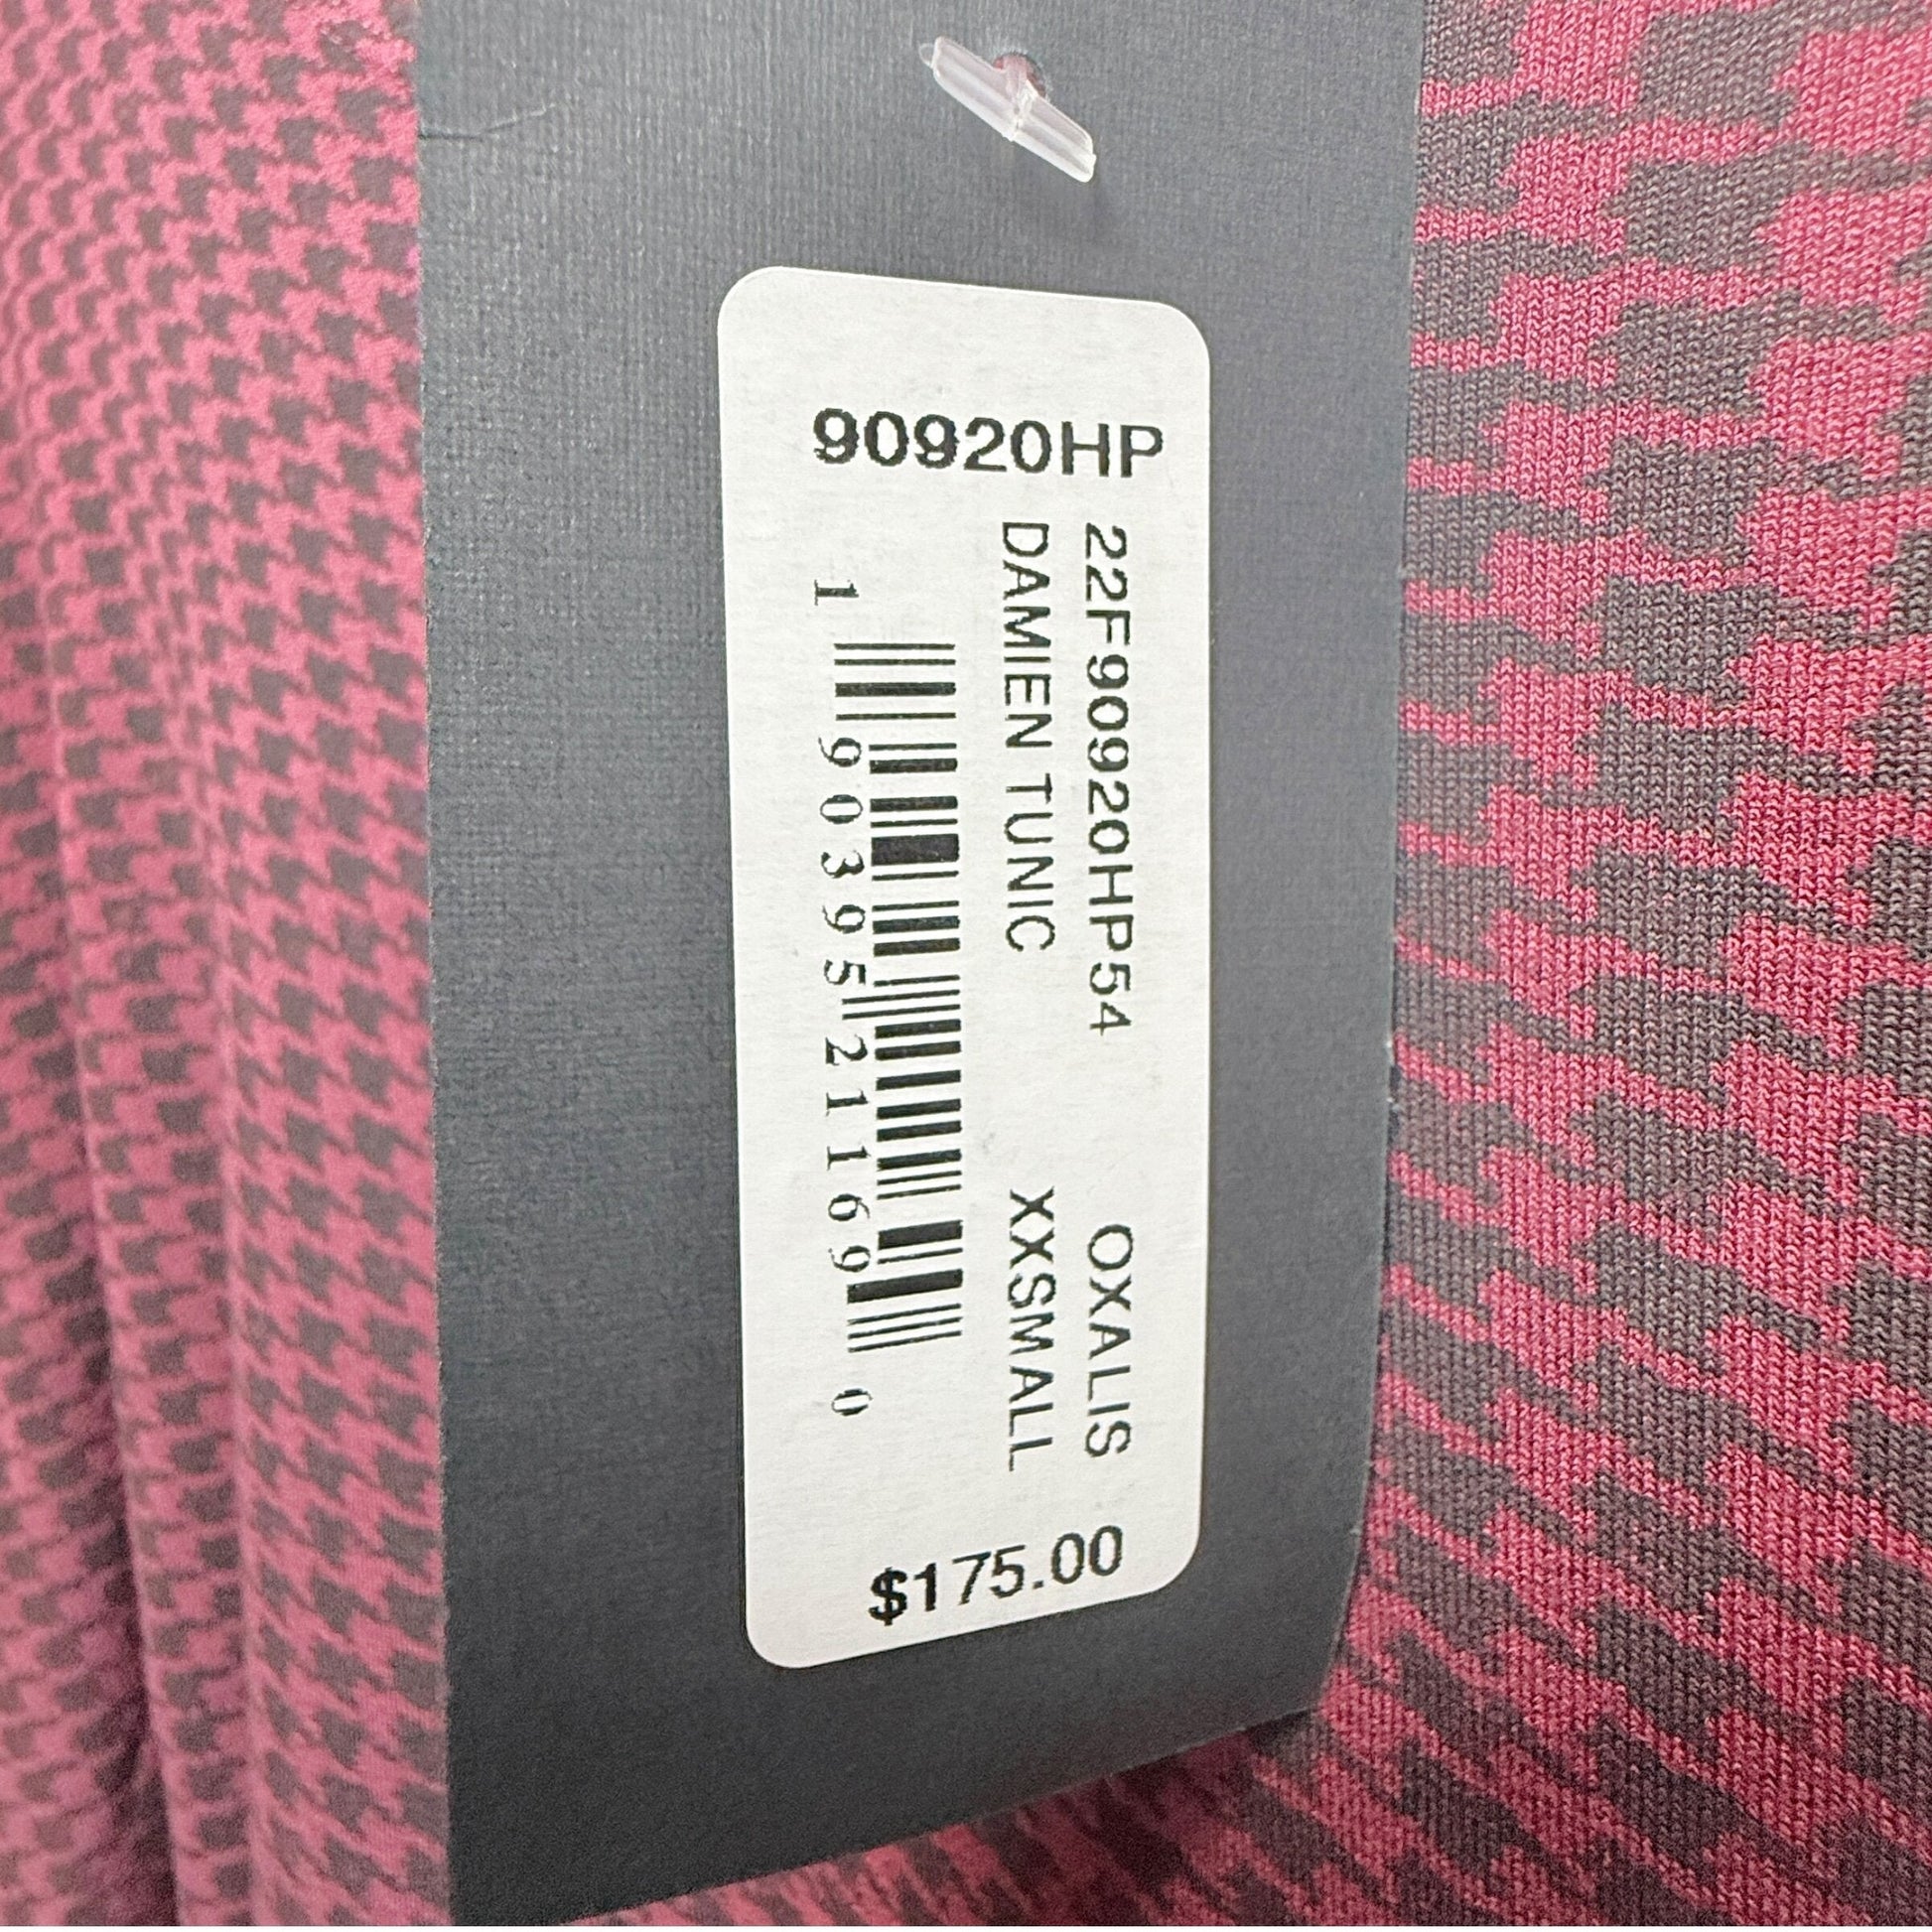 90920HP
22F90920HP54 OXALIS
DAMIEN TUNIC XXSMALL
1 90395 21169 0
$175.00